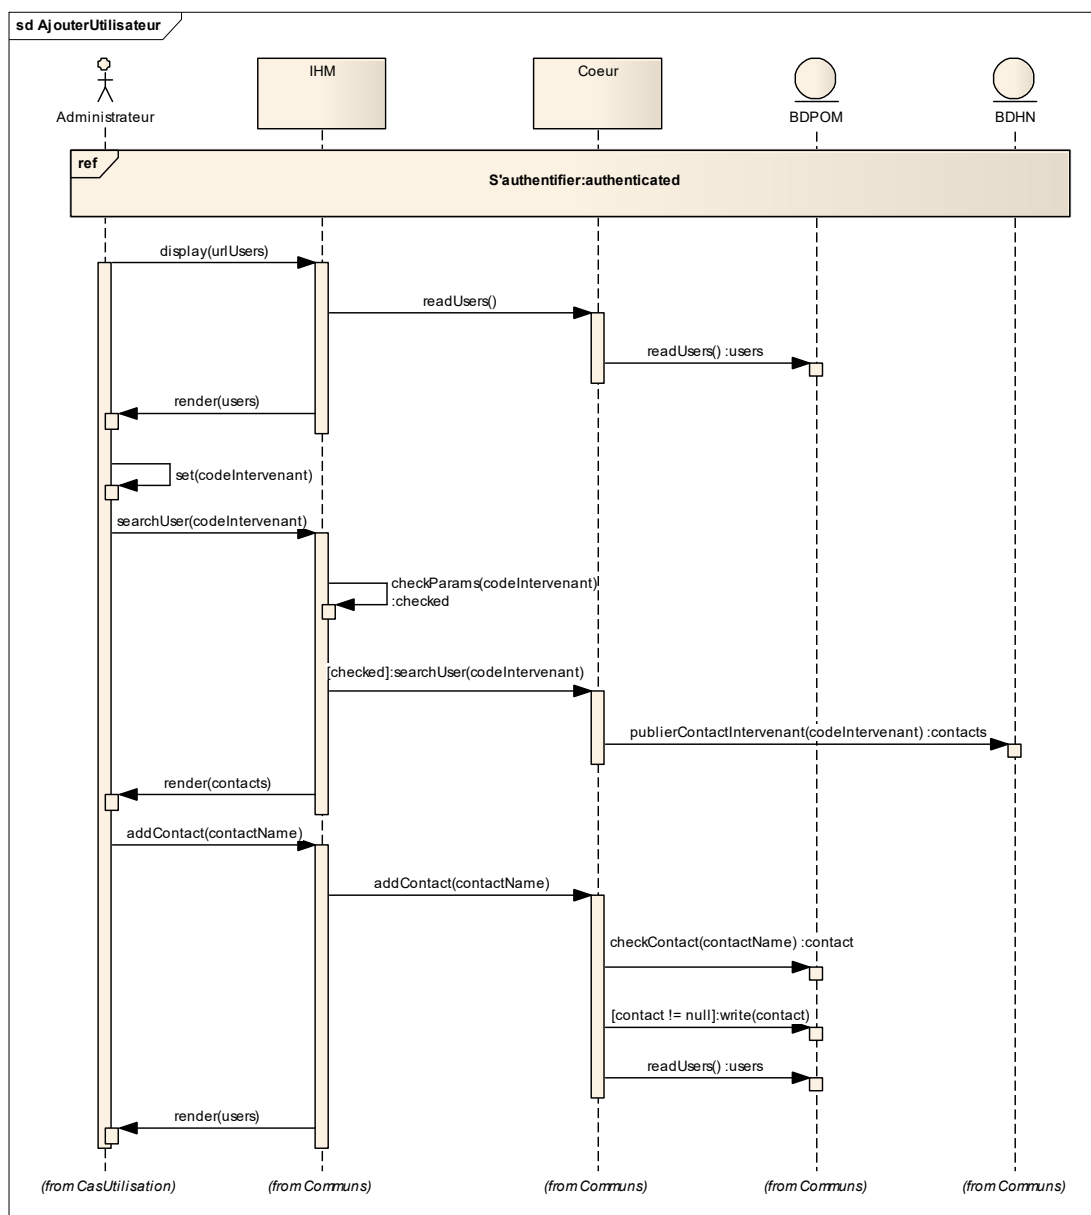 sd AjouterUtilisateur
Administrateur
IHM
Coeur
BDPOM
BDHN
ref
S'authentifier:authenticated
display(urlUsers)
readUsers()
readUsers() :users
render(users)
set(codeIntervenant)
searchUser(codeIntervenant)
checkParams(codeIntervenant)
:checked
[checked]:searchUser(codeIntervenant)
publierContactIntervenant(codeIntervenant) :contacts
render(contacts)
addContact(contactName)
addContact(contactName)
checkContact(contactName) :contact
[contact != null]:write(contact)
readUsers() :users
render(users)
(from CasUtilisation)
(from Communs)
(from Communs)
(from Communs)
(from Communs)